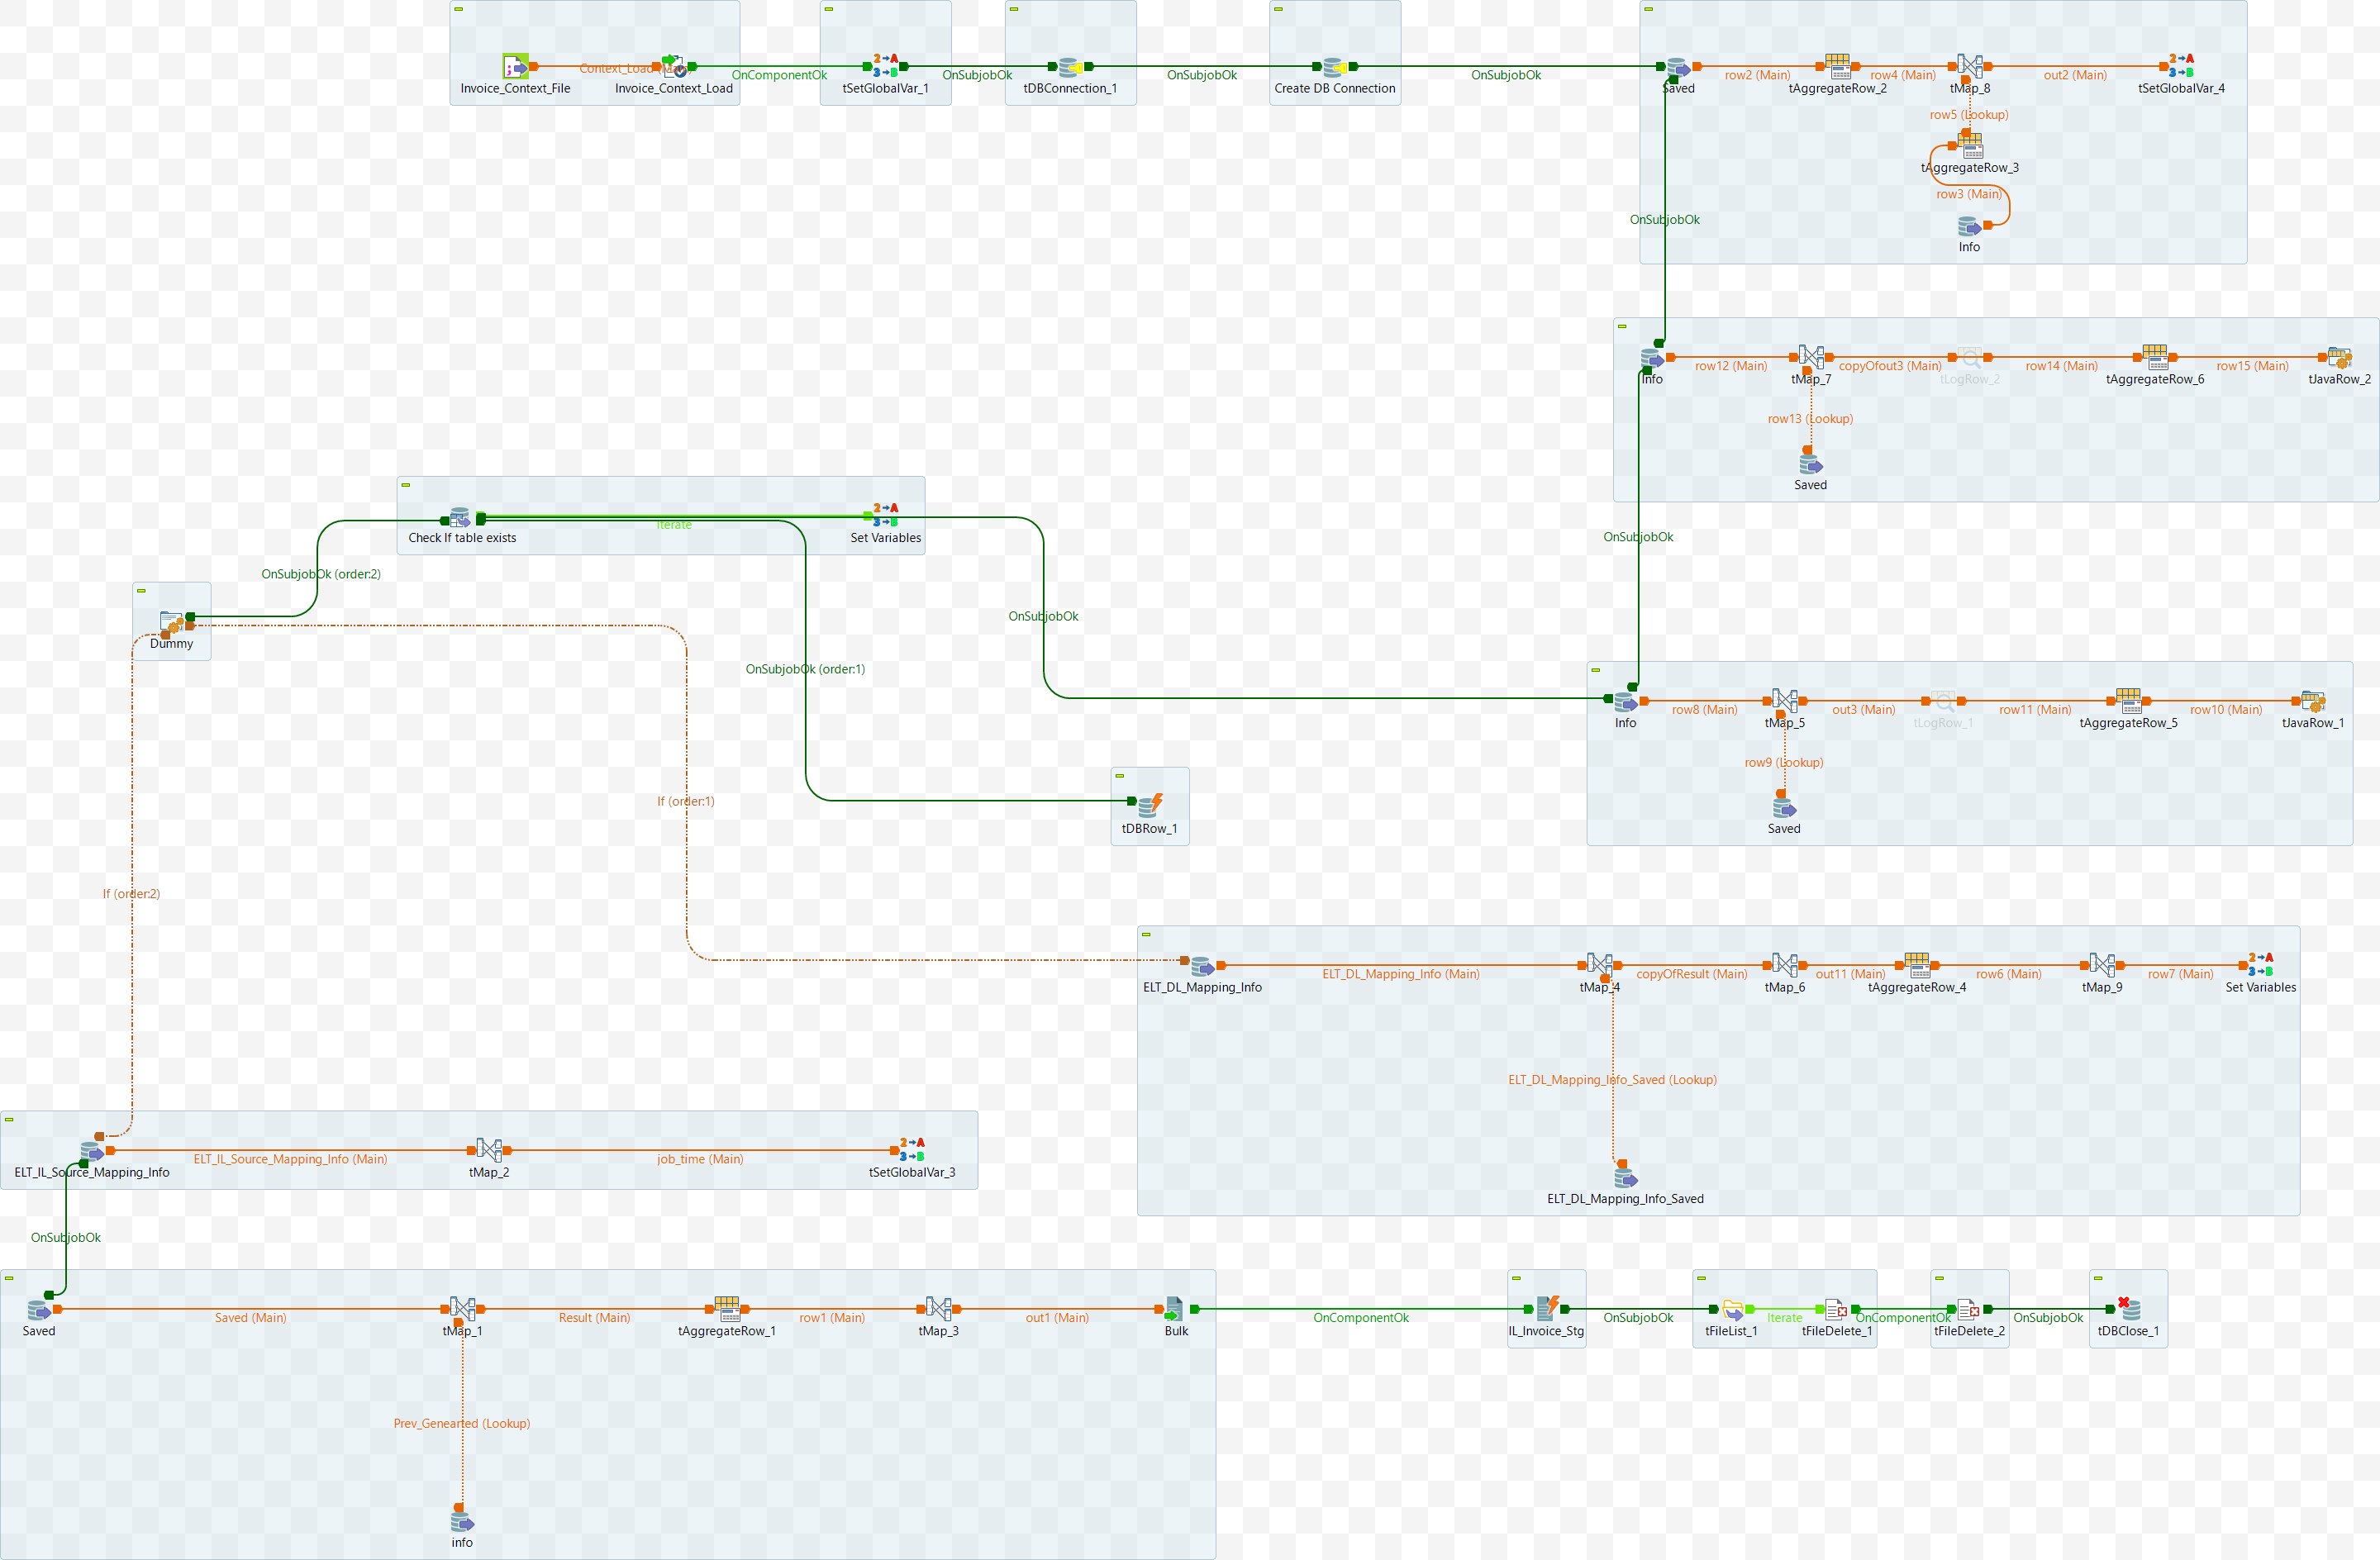 Context_Load (Main)
OnComponentOk
OnSubjobOk
OnSubjobOk
OnSubjobOk
row2 (Main)
row4 (Main)
out2 (Main)
Invoice_Context_File
Invoice_Context_Load
tSetGlobalVar_1
tDBConnection_1
Create DB Connection
Saved
tAggregateRow_2
tMap_8
tSetGlobalVar_4
row5 (Lookup)
tAggregateRow_3
row3 (Main)
OnSubjobOk
Info
row12 (Main)
copyOfout3 (Main)
row14 (Main)
row15 (Main)
Info
tMap_7
tLogRow_2
tAggregateRow_6
tJavaRow_2
row13 (Lookup)
Saved
Iterate
Check If table exists
Set Variables
OnSubjobOk
OnSubjobOk (order:2)
OnSubjobOk
Dummy
OnSubjobOk (order:1)
row8 (Main)
out3 (Main)
row11 (Main)
row10 (Main)
Info
tMap_5
tLogRow_1
tAggregateRow_5
tJavaRow_1
row9 (Lookup)
If (order:1)
tDBRow_1
Saved
If (order:2)
ELT_DL_Mapping_Info (Main)
copyOfResult (Main)
out11 (Main)
row6 (Main)
row7 (Main)
ELT_DL_Mapping_Info
tMap_4
tMap_6
tAggregateRow_4
tMap_9
Set Variables
ELT_DL_Mapping_Info_Saved (Lookup)
ELT_IL_Source_Mapping_Info (Main)
job_time (Main)
ELT_IL_Source_Mapping_Info
tMap_2
tSetGlobalVar_3
ELT_DL_Mapping_Info_Saved
OnSubjobOk
Saved (Main)
Result (Main)
row1 (Main)
out1 (Main)
OnComponentOk
OnSubjobOk
Iterate
OnComponentOk
OnSubjobOk
Saved
tMap_1
tAggregateRow_1
tMap_3
Bulk
IL_Invoice_Stg
tFileList_1
tFileDelete_1
tFileDelete_2
tDBClose_1
Prev_Genearted (Lookup)
info